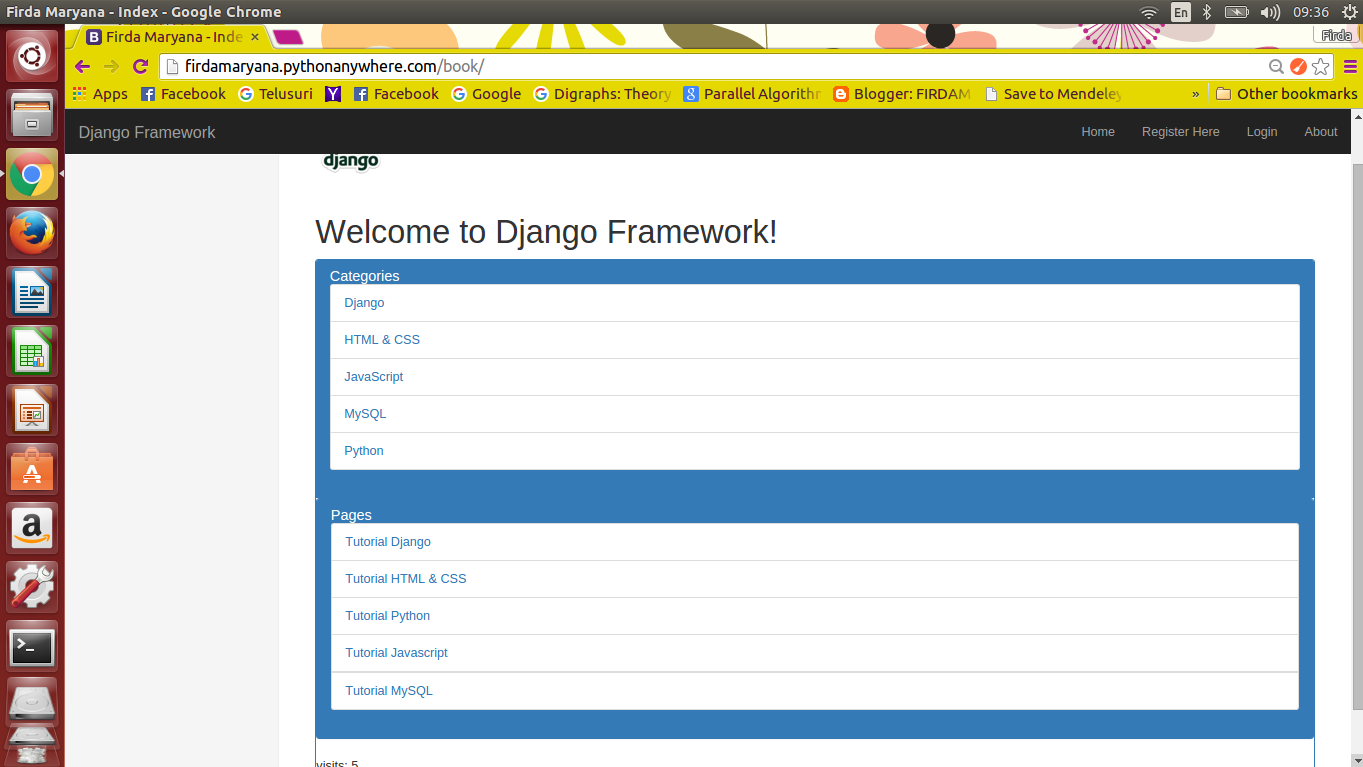 Firda Maryana - Index - Google Chrome En 09:36
Firda Maryana - Inde × Firda
firdamaryana.pythonanywhere.com/book/
Apps Facebook Telusuri Facebook Google Digraphs: Theory Parallel Algorithr Blogger: FIRDAM Save to Mendeley » Other bookmarks
Django Framework Home Register Here Login About
django
Welcome to Django Framework!
Categories
Django
HTML & CSS
JavaScript
MySQL
Python
Pages
Tutorial Django
Tutorial HTML & CSS
Tutorial Python
Tutorial Javascript
Tutorial MySQL
visits: 5